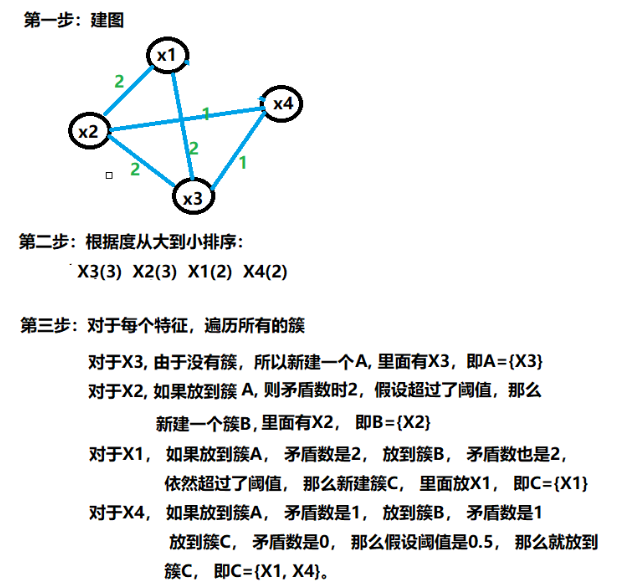 第一步：建图
x1
2
x4
1
x2
2
2
1
x3
第二步：根据度从大到小排序：
X3(3) X2(3) X1(2) X4(2)
第三步：对于每个特征，遍历所有的簇
对于X3, 由于没有簇，所以新建一个A, 里面有X3，即A={X3}
对于X2, 如果放到簇 A, 则矛盾数时2，假设超过了阈值，那么
新建一个簇B, 里面有X2， 即B={X2}
对于X1， 如果放到簇A， 矛盾数是2， 放到簇B， 矛盾数也是2，
依然超过了阈值， 那么新建簇C， 里面放X1， 即C={X1}
对于X4， 如果放到簇A， 矛盾数是1， 放到簇B， 矛盾数是1
放到簇C， 矛盾数是0， 那么假设阈值是0.5， 那么就放到
簇C， 即C={X1, X4}。